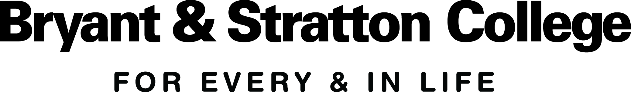 Bryant & Stratton College
FOR EVERY & IN LIFE